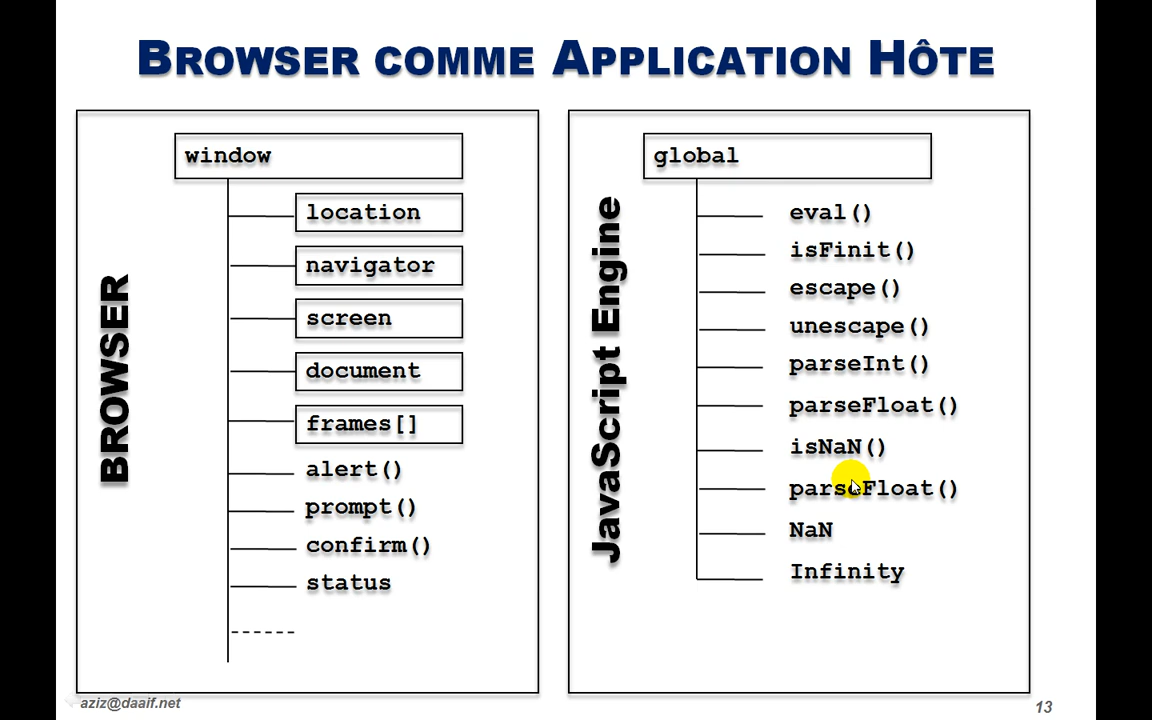 BROWSER COMME APPLICATION HÔTE
BROWSER
window
location
navigator
screen
document
frames[]
alert()
prompt()
confirm()
status
JavaScript Engine
global
eval()
isFinit()
escape()
unescape()
parseInt()
parseFloat()
isNaN()
parseFloat()
NaN
Infinity
aziz@daaif.net
13